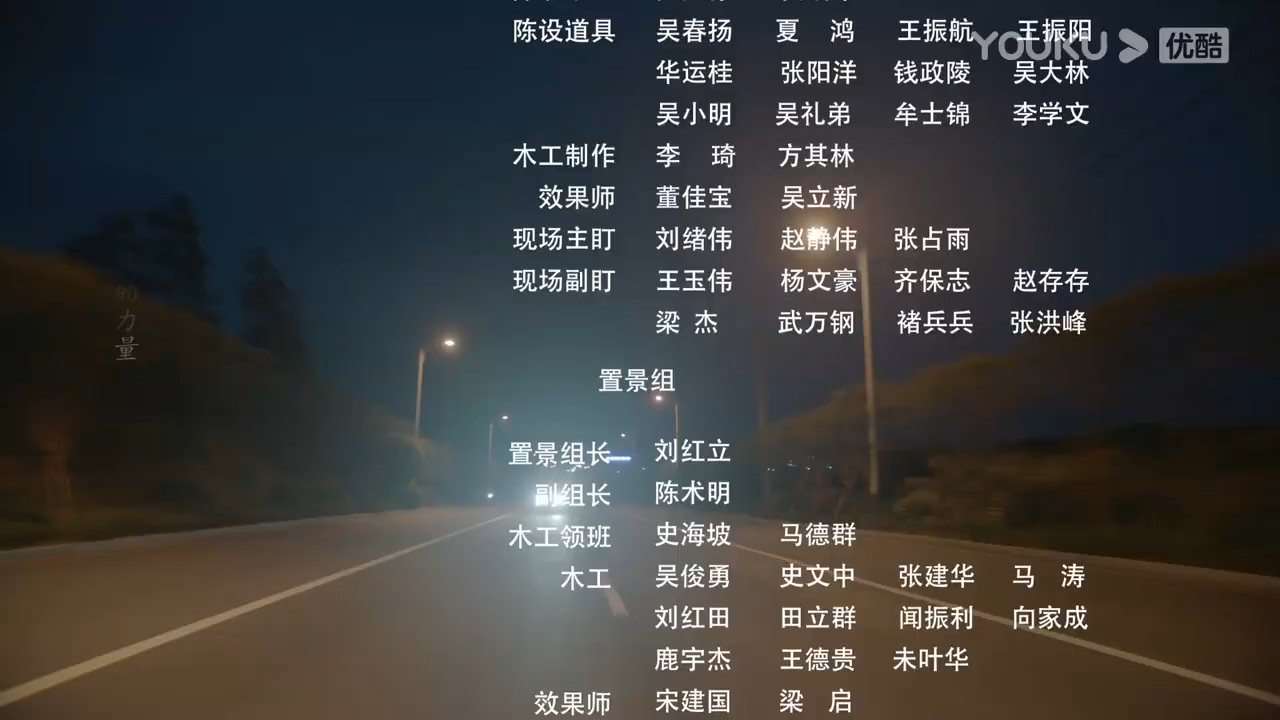 陈设道具 吴春扬 夏 鸿 王振航 王振阳
YOUKU 优酷
华运桂 张阳洋 钱政陵 吴大林
吴小明 吴礼弟 牟士锦 李学文
木工制作 李 琦 方其林
效果师 董佳宝 吴立新
现场主盯 刘绪伟 赵静伟 张占雨
现场副盯 王玉伟 杨文豪 齐保志 赵存存
梁 杰 武万钢 褚兵兵 张洪峰
力量
置景组
置景组长 刘红立
副组长 陈术明
木工领班 史海坡 马德群
木工 吴俊勇 史文中 张建华 马 涛
刘红田 田立群 闻振利 向家成
鹿宇杰 王德贵 未叶华
效果师 宋建国 梁 启